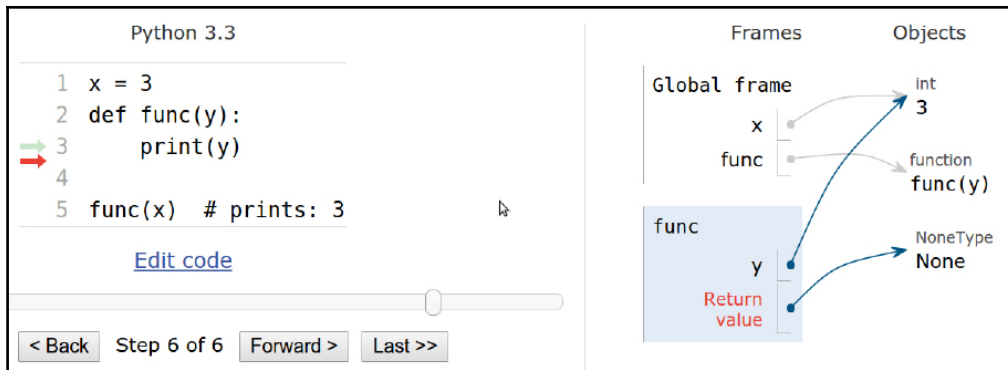 Python 3.3
1 x = 3
2 def func(y):
3     print(y)
4
5 func(x)  # prints: 3
Edit code
< Back Step 6 of 6 Forward > Last >>
Frames Objects
Global frame
x
func
int
3
function
func(y)
func
y
Return
value
NoneType
None